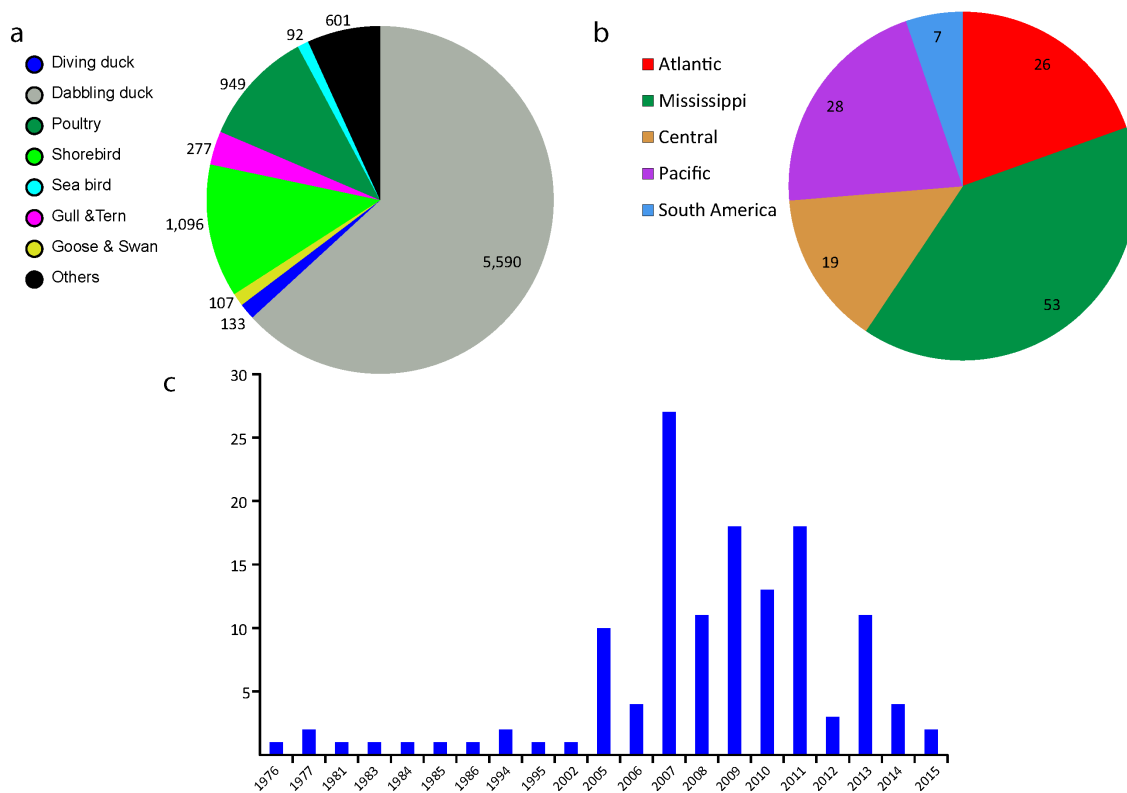 a
Diving duck
Dabbling duck
Poultry
Shorebird
Sea bird
Gull &Tern
Goose & Swan
Others
601
92
949
277
1,096
107
133
5,590
b
Atlantic
Mississippi
Central
Pacific
South America
7
26
28
19
53
c
30
25
20
15
10
5
1976
1977
1981
1983
1984
1985
1986
1994
1995
2002
2005
2006
2007
2008
2009
2010
2011
2012
2013
2014
2015